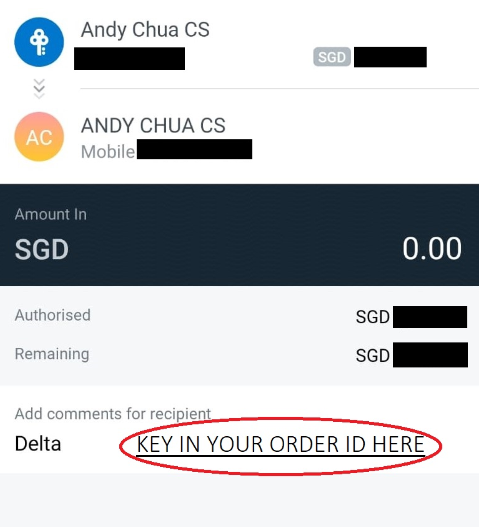 Andy Chua CS
SGD
AC
ANDY CHUA CS
Mobile
Amount In
SGD 0.00
Authorised SGD
Remaining SGD
Add comments for recipient
Delta KEY IN YOUR ORDER ID HERE